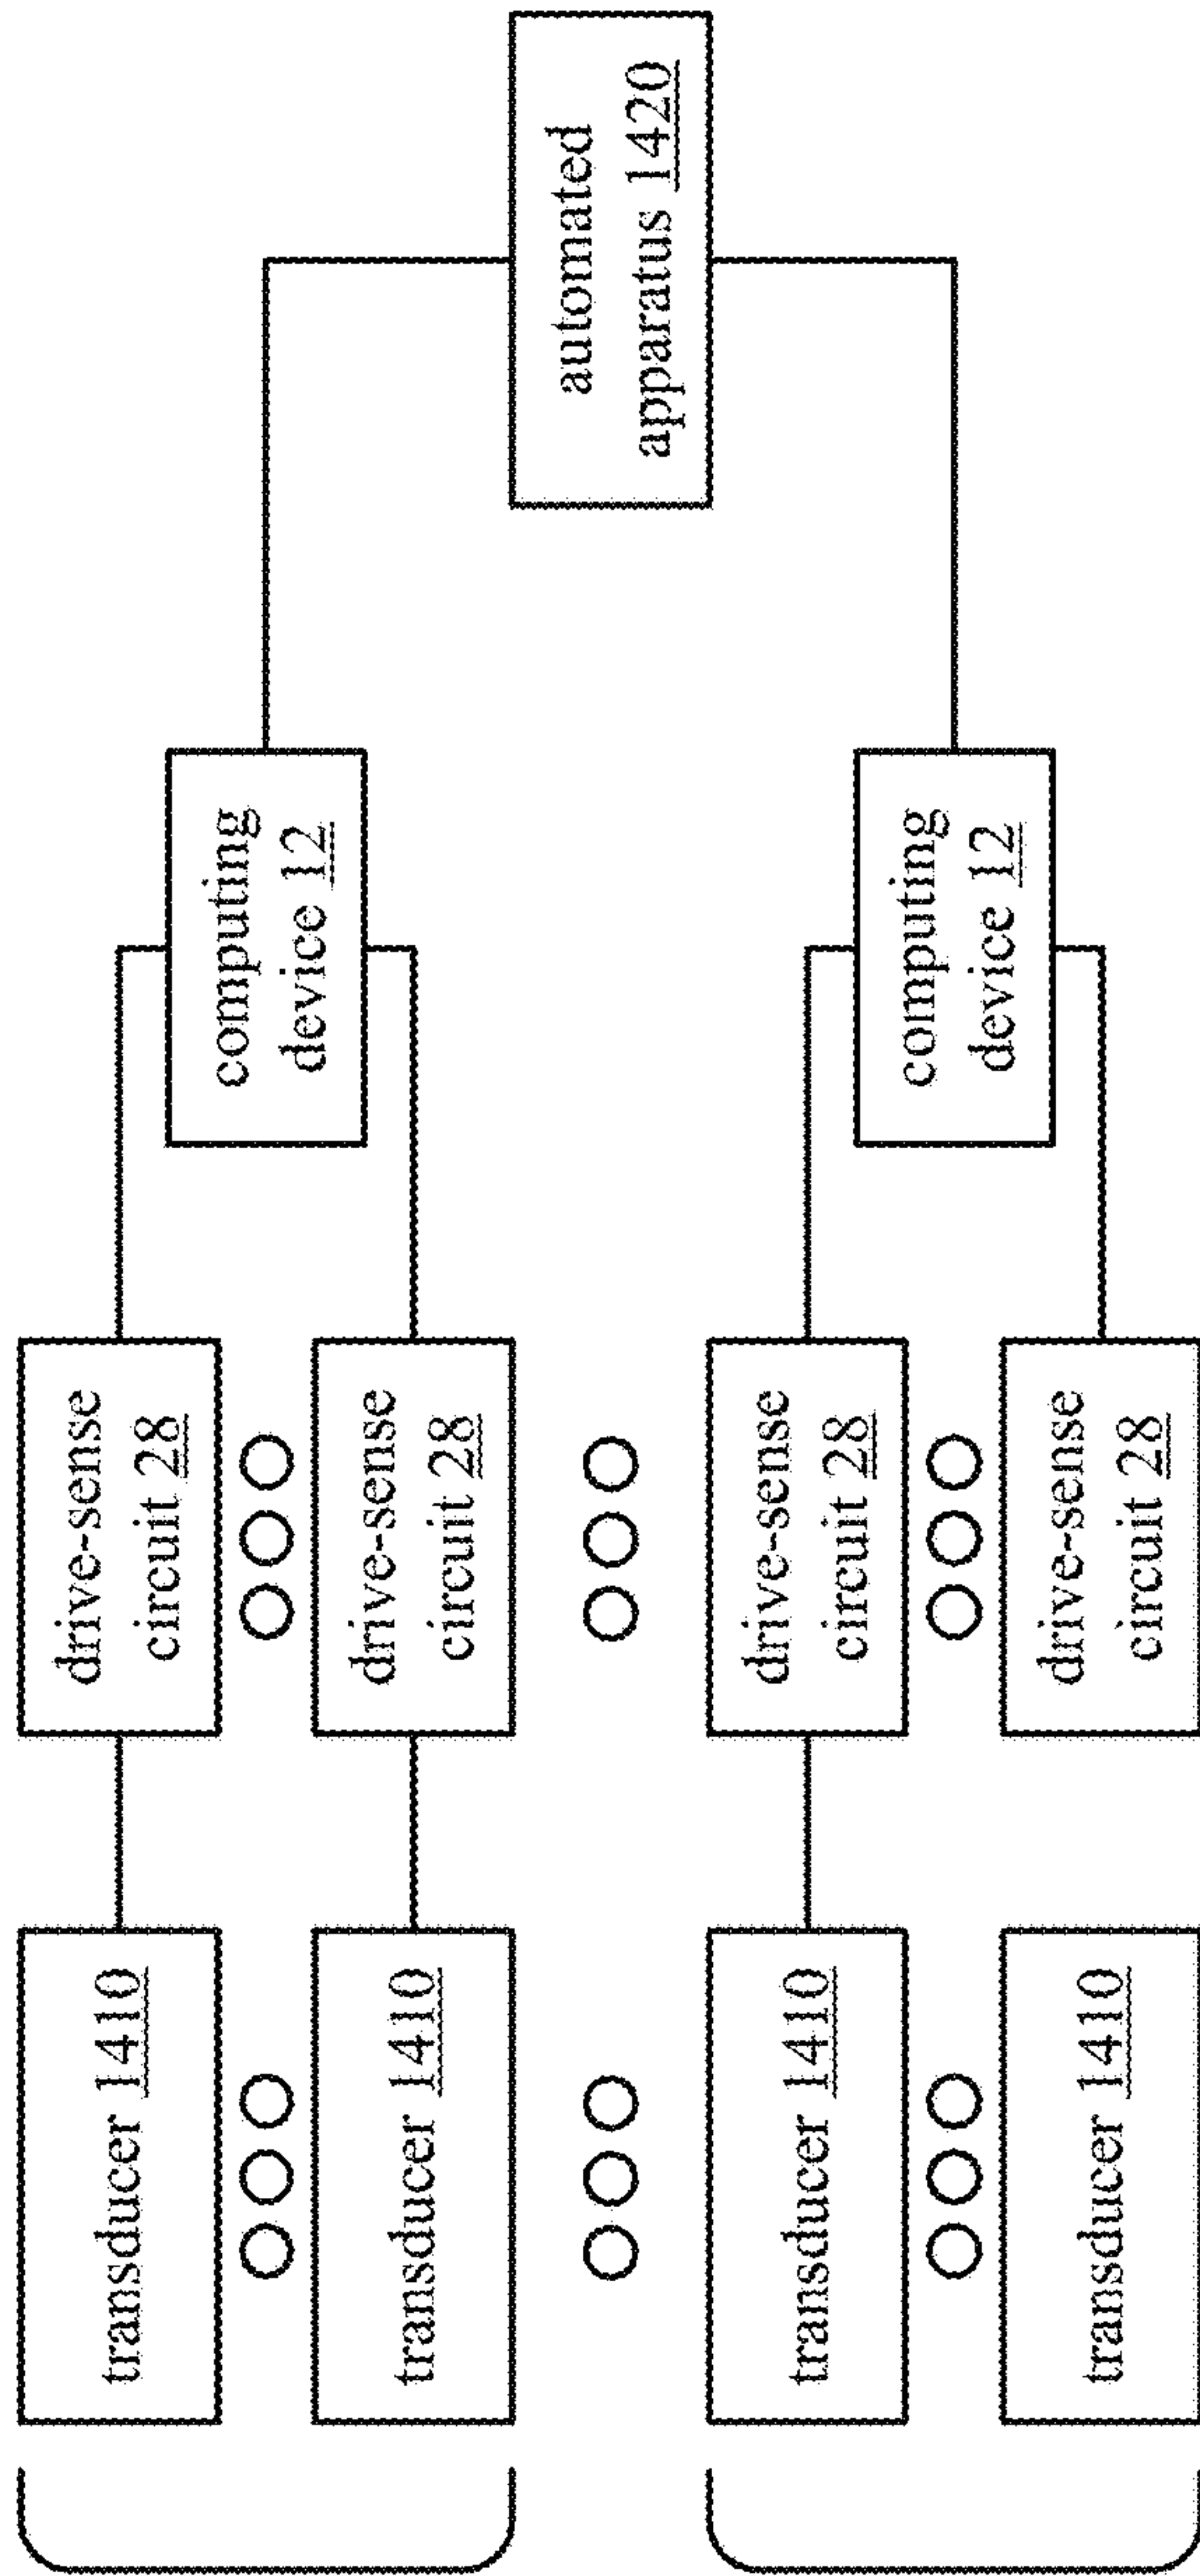 transducer 1410
drive-sense
circuit 28
transducer 1410
drive-sense
circuit 28
computing
device 12
automated
apparatus 1420
transducer 1410
drive-sense
circuit 28
transducer 1410
drive-sense
circuit 28
computing
device 12